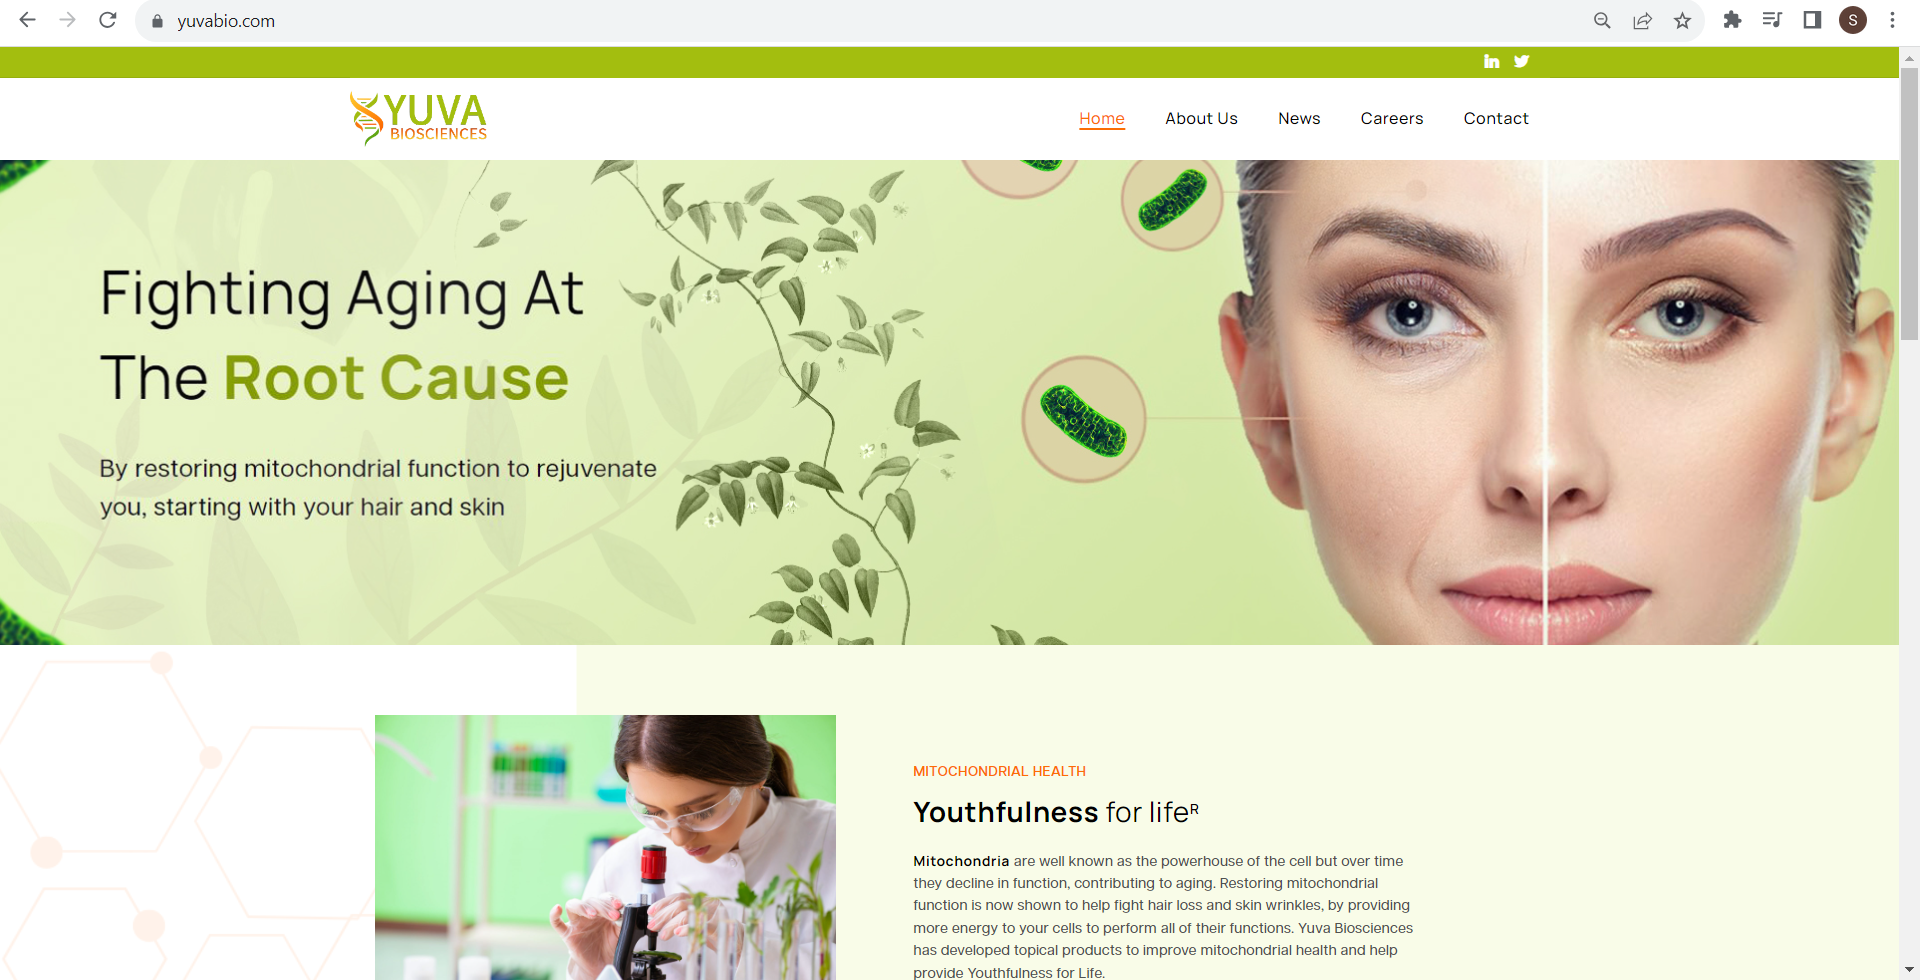 yuvabio.com
S
YUVA
BIOSCIENCES
Home About Us News Careers Contact
Fighting Aging At
The Root Cause
By restoring mitochondrial function to rejuvenate
you, starting with your hair and skin
MITOCHONDRIAL HEALTH
Youthfulness for lifeᴿ
Mitochondria are well known as the powerhouse of the cell but over time
they decline in function, contributing to aging. Restoring mitochondrial
function is now shown to help fight hair loss and skin wrinkles, by providing
more energy to your cells to perform all of their functions. Yuva Biosciences
has developed topical products to improve mitochondrial health and help
provide Youthfulness for Life.